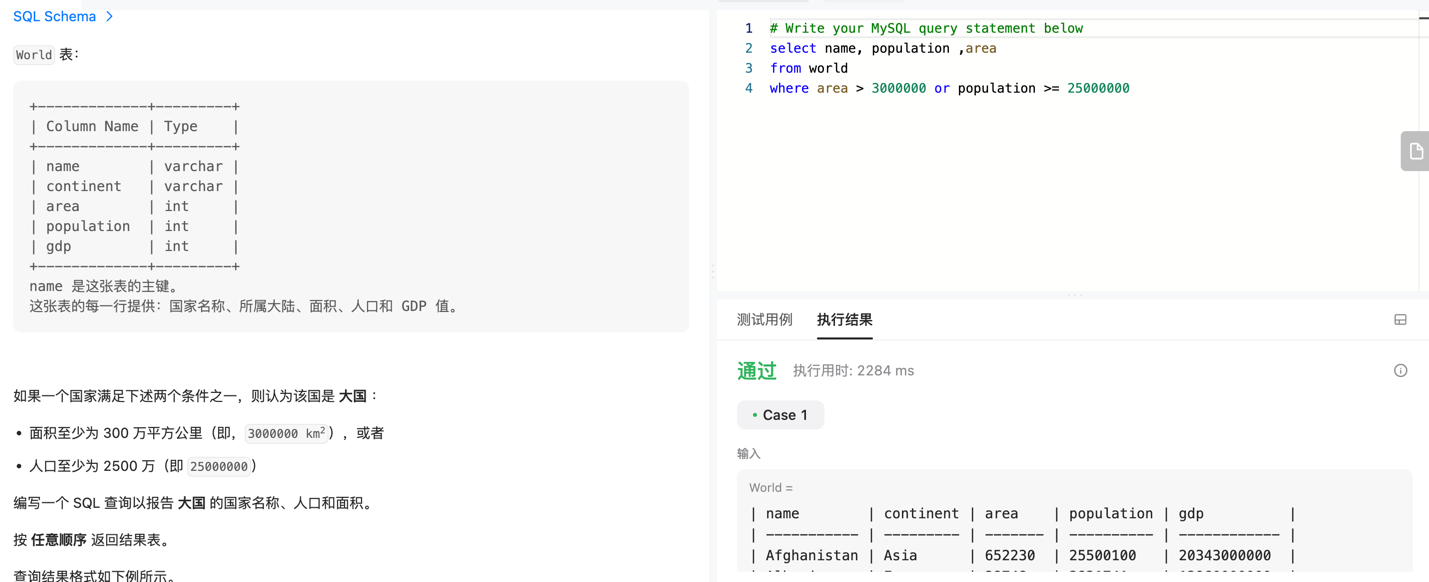 SQL Schema >
World 表：
+-------------+---------+
| Column Name | Type    |
+-------------+---------+
| name        | varchar |
| continent   | varchar |
| area        | int     |
| population  | int     |
| gdp         | int     |
+-------------+---------+
name 是这张表的主键。
这张表的每一行提供：国家名称、所属大陆、面积、人口和 GDP 值。
如果一个国家满足下述两个条件之一，则认为该国是 大国 ：
• 面积至少为 300 万平方公里（即，3000000 km²），或者
• 人口至少为 2500 万（即 25000000）
编写一个 SQL 查询以报告 大国 的国家名称、人口和面积。
按 任意顺序 返回结果表。
查询结果格式如下例所示。
1 # Write your MySQL query statement below
2 select name, population ,area
3 from world
4 where area > 3000000 or population >= 25000000
测试用例 执行结果
通过 执行用时: 2284 ms
• Case 1
输入
World =
| name        | continent | area    | population | gdp          |
| ----------- | --------- | ------- | ---------- | ------------ |
| Afghanistan | Asia      | 652230  | 25500100   | 20343000000  |